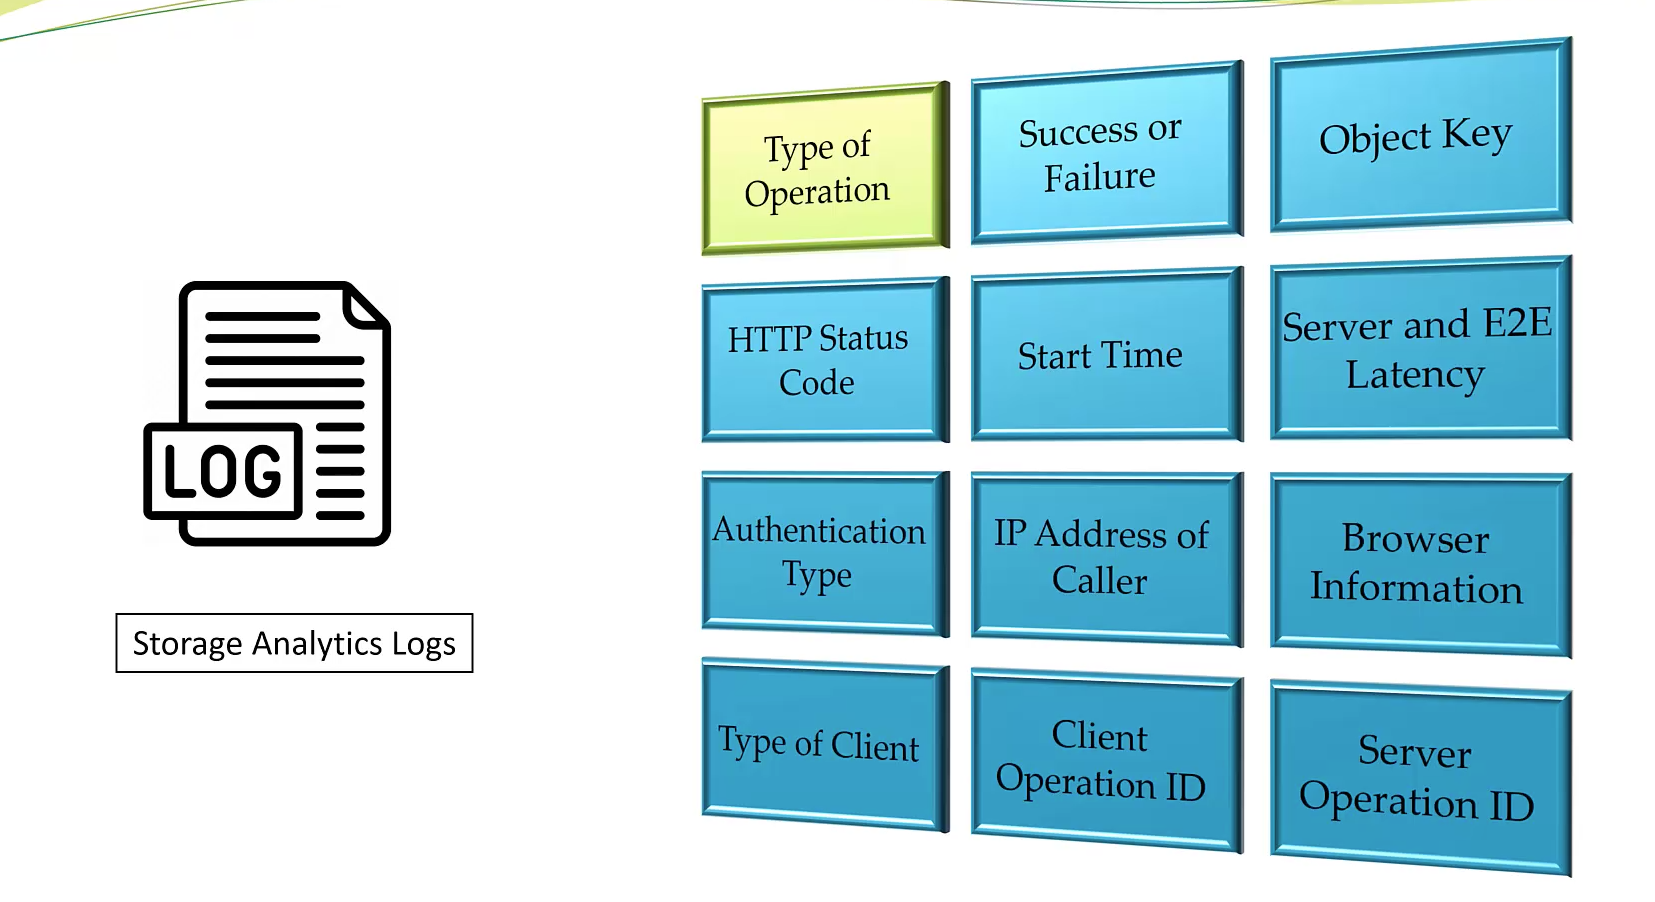 Type of
Operation
Success or
Failure
Object Key
HTTP Status
Code
Start Time
Server and E2E
Latency
LOG
Authentication
Type
IP Address of
Caller
Browser
Information
Storage Analytics Logs
Type of Client
Client
Operation ID
Server
Operation ID